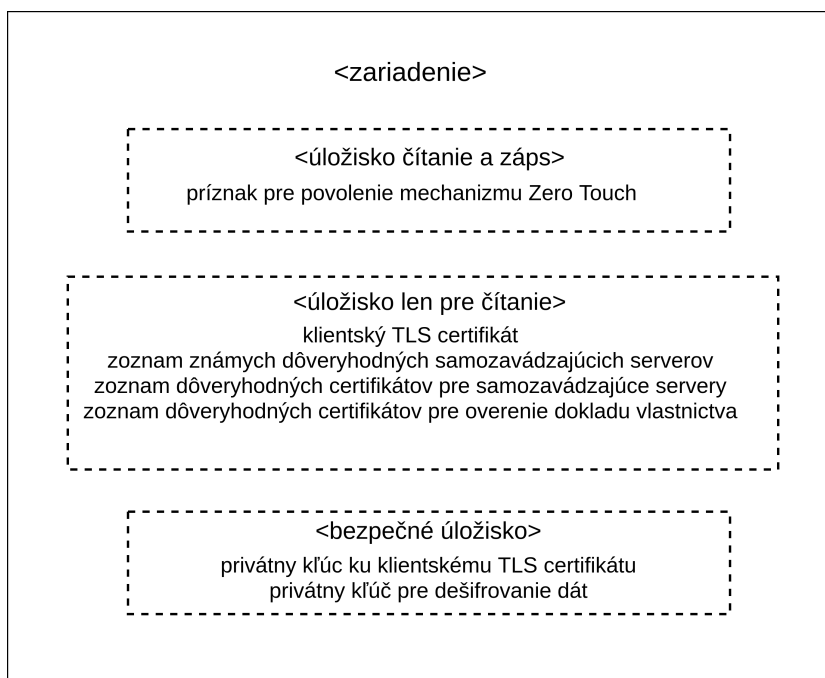 <zariadenie>
<úložisko čítanie a záps>
príznak pre povolenie mechanizmu Zero Touch
<úložisko len pre čítanie>
klientský TLS certifikát
zoznam známych dôveryhodných samozavádzajúcich serverov
zoznam dôveryhodných certifikátov pre samozavádzajúce servery
zoznam dôveryhodných certifikátov pre overenie dokladu vlastnictva
<bezpečné úložisko>
privátny kľúc ku klientskému TLS certifikátu
privátny kľúč pre dešifrovanie dát